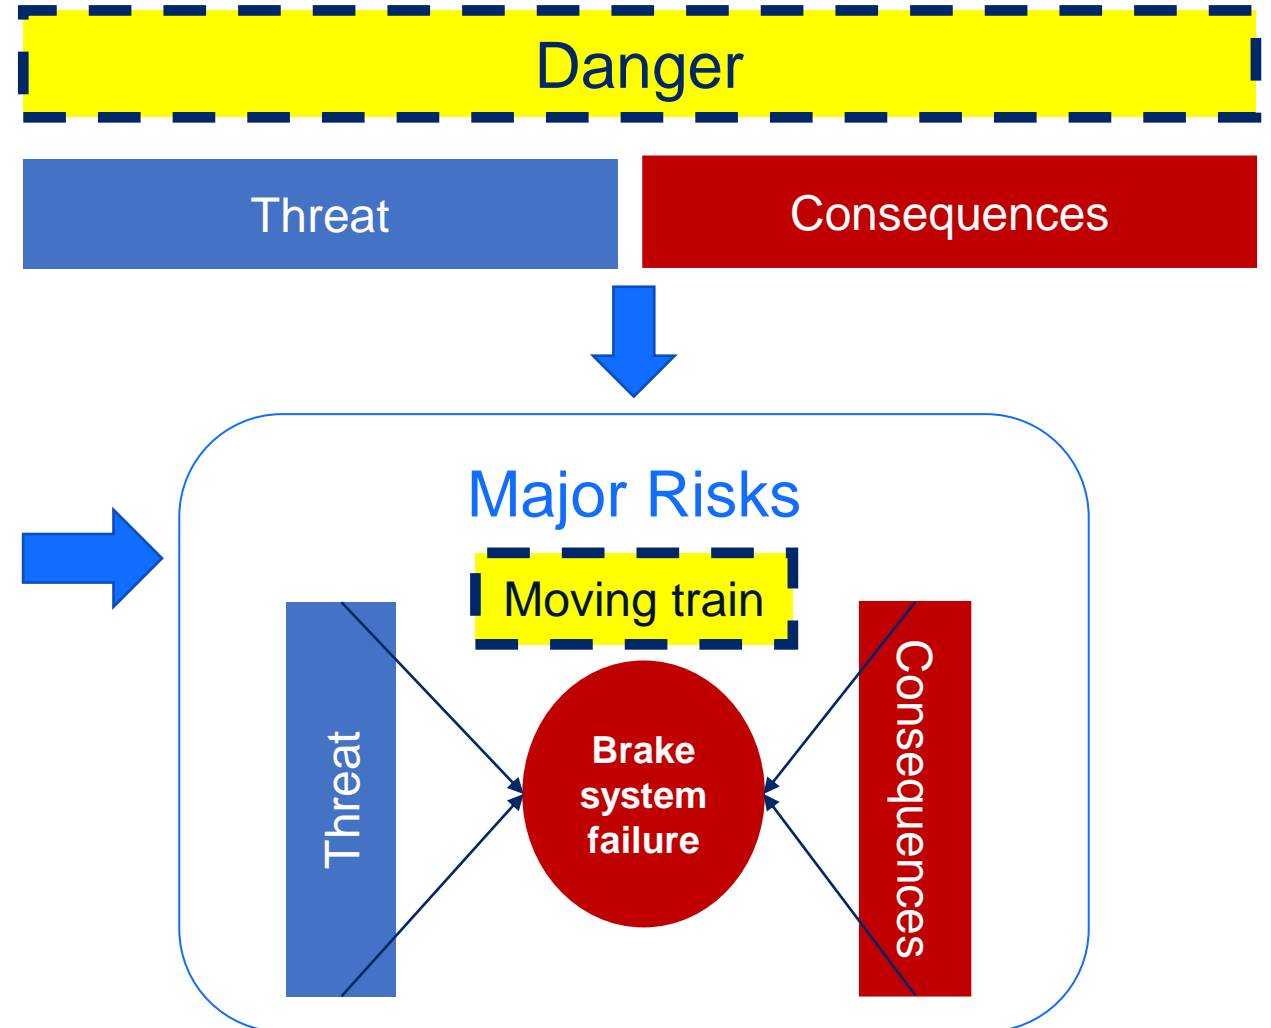 Danger
Threat
Consequences
Major Risks
Moving train
Threat
Brake
system
failure
Consequences